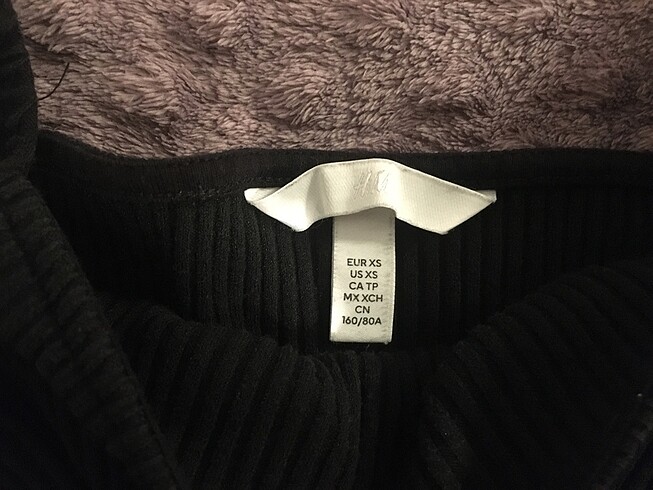 H&M
EUR XS
US XS
CA TP
MX XCH
CN
160/80A